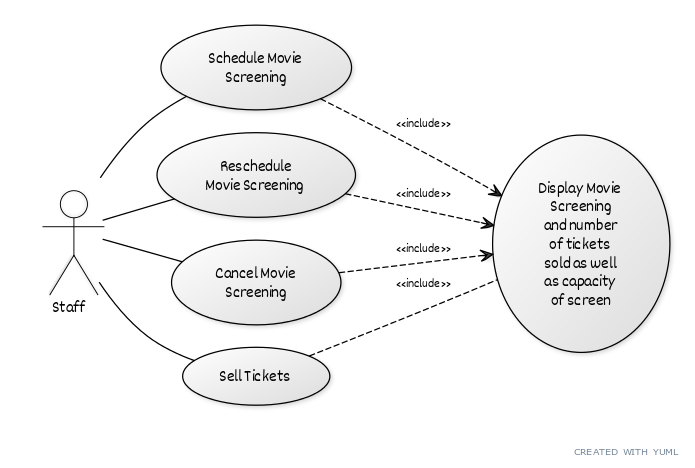 Schedule Movie
Screening
<<include>>
Reschedule
Movie Screening
<<include>>
Display Movie
Screening
and number
of tickets
sold as well
as capacity
of screen
Cancel Movie
Screening
<<include>>
<<include>>
Staff
Sell Tickets
CREATED WITH YUML